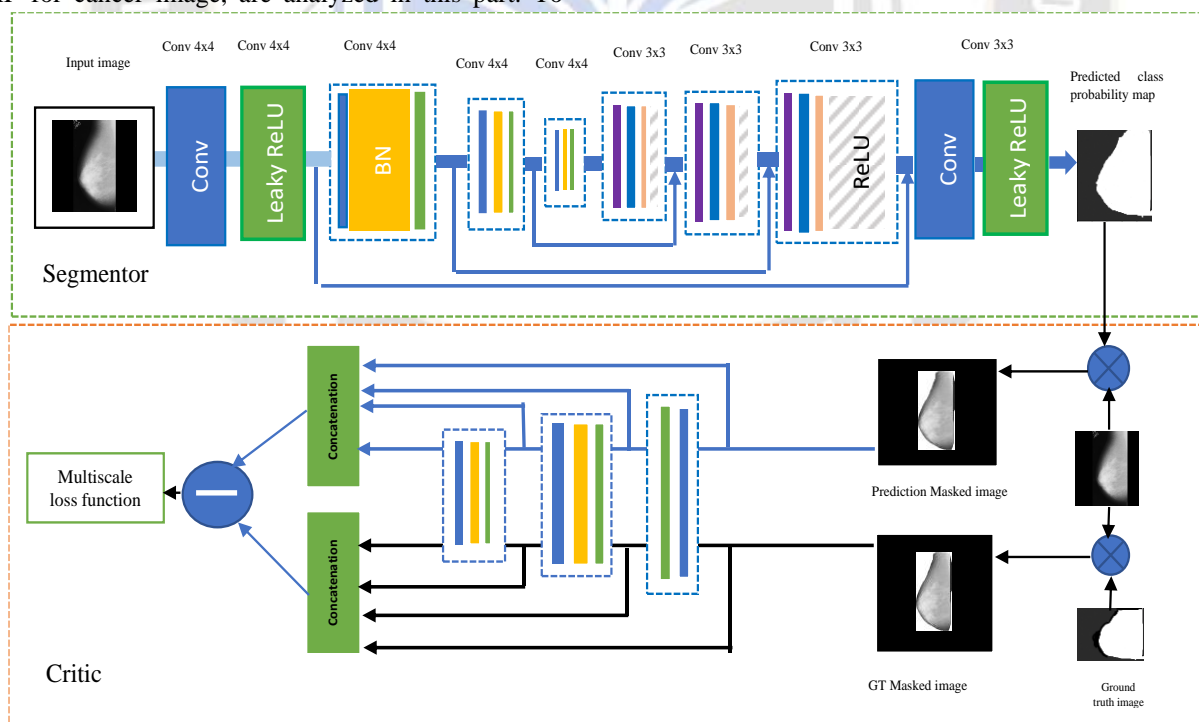 for cancer image, are analyzed in this part. To
Conv 4x4
Conv 4x4
Conv 4x4
Conv 4x4
Conv 4x4
Conv 3x3
Conv 3x3
Conv 3x3
Conv 3x3
Input image
Predicted class
probability map
Conv
Leaky ReLU
BN
ReLU
Conv
Leaky ReLU
Segmentor
Concatenation
Multiscale
loss function
Prediction Masked image
Concatenation
GT Masked image
Ground
truth image
Critic